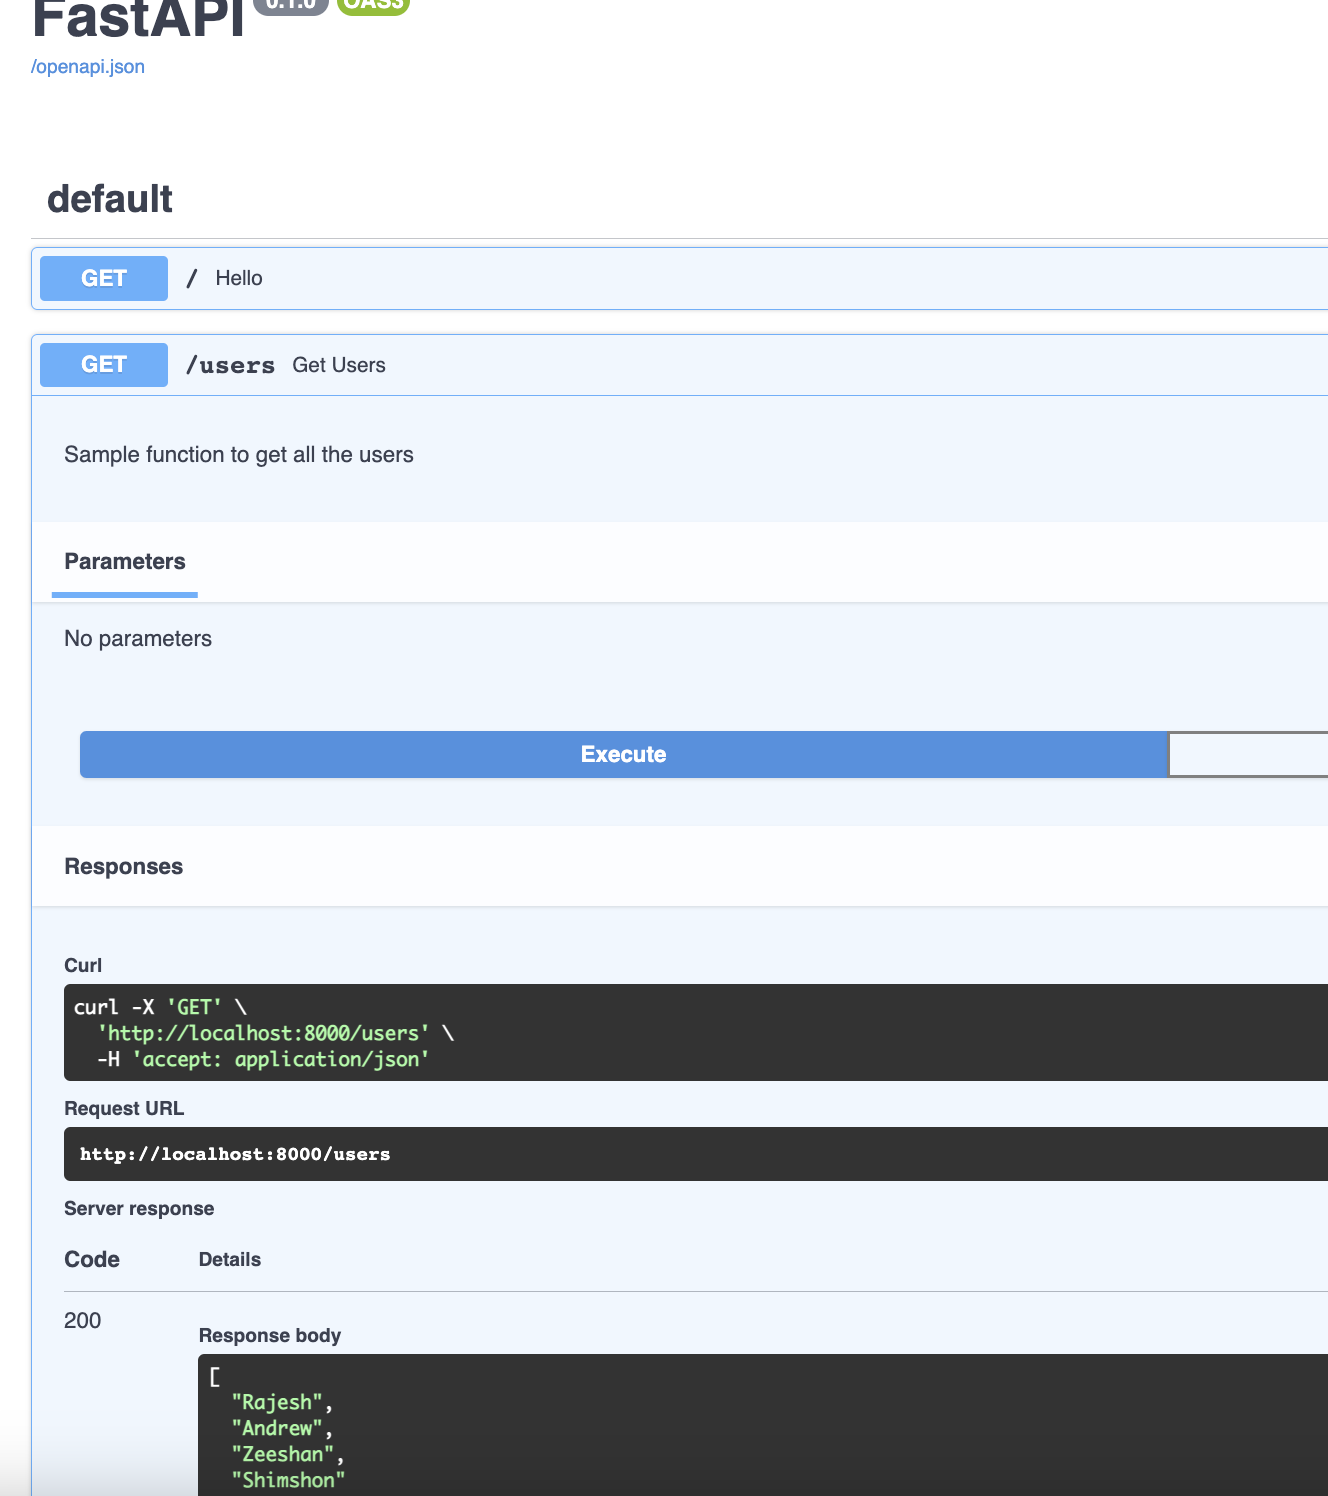 FastAPI 0.1.0 OAS3
/openapi.json
default
GET / Hello
GET /users Get Users
Sample function to get all the users
Parameters
No parameters
Execute
Responses
Curl
curl -X 'GET' \
  'http://localhost:8000/users' \
  -H 'accept: application/json'
Request URL
http://localhost:8000/users
Server response
Code Details
200
Response body
[
  "Rajesh",
  "Andrew",
  "Zeeshan",
  "Shimshon"